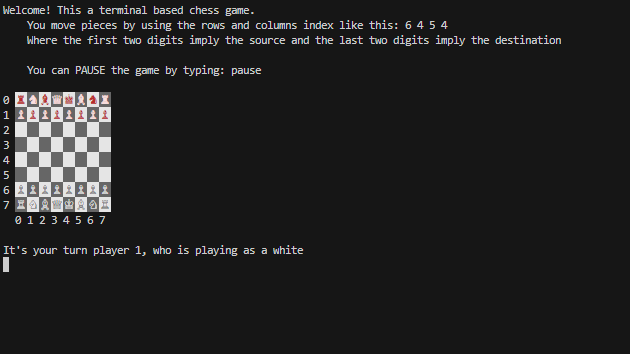 Welcome! This a terminal based chess game.
You move pieces by using the rows and columns index like this: 6 4 5 4
Where the first two digits imply the source and the last two digits imply the destination
You can PAUSE the game by typing: pause
0
1
2
3
4
5
6
7
0 1 2 3 4 5 6 7
It's your turn player 1, who is playing as a white